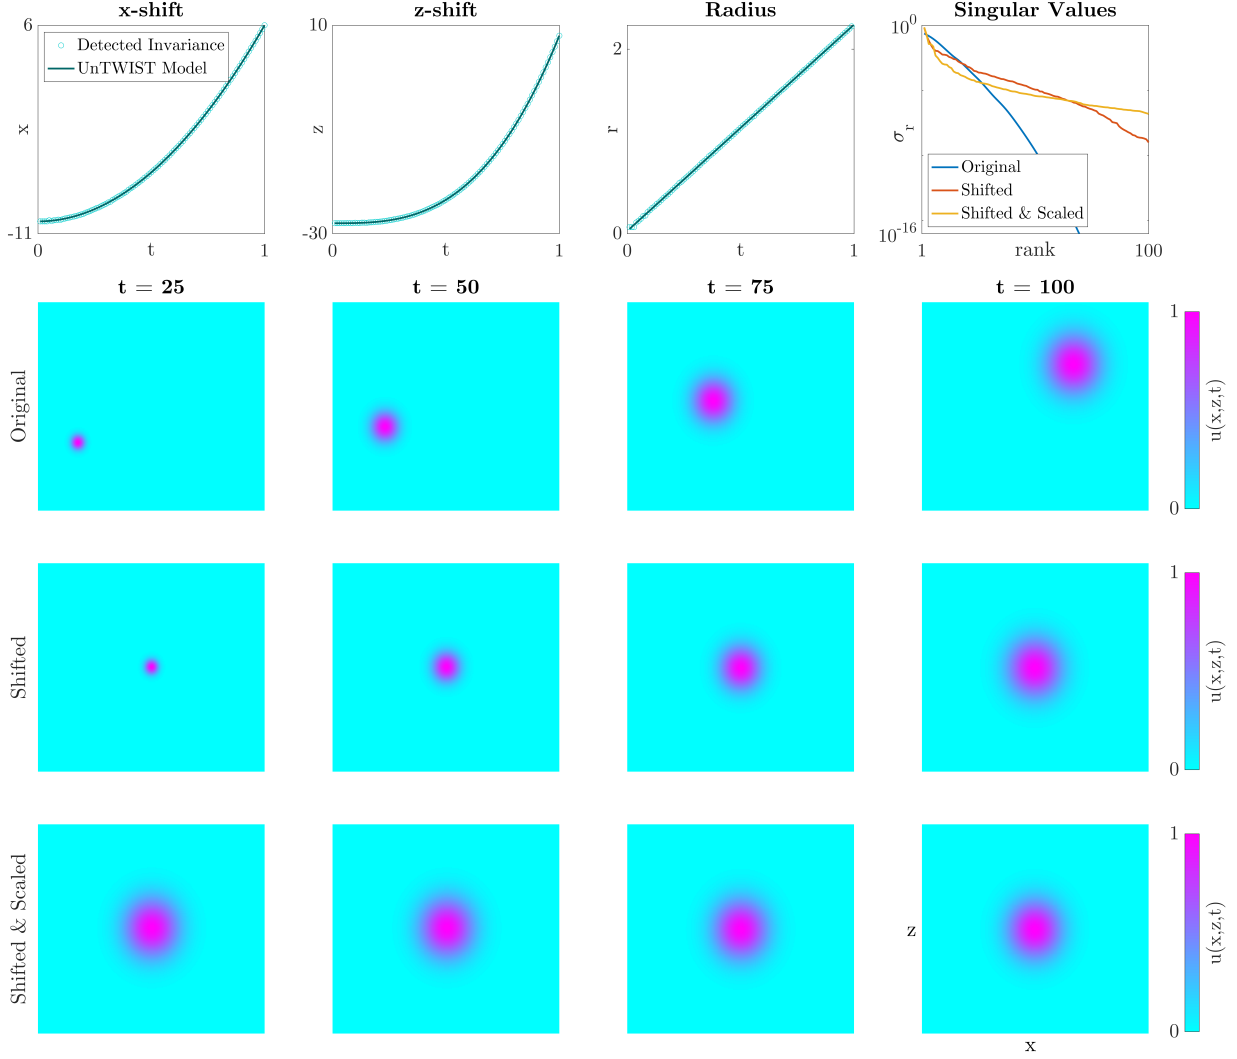 x-shift
6
Detected Invariance
UnTWIST Model
x
-11
0
t
1
z-shift
10
z
-30
0
t
1
Radius
2
r
0
0
t
1
Singular Values
10^0
σ_r
Original
Shifted
Shifted & Scaled
10^-16
1
rank
100
t = 25
t = 50
t = 75
t = 100
Original
1
u(x,z,t)
0
Shifted
1
u(x,z,t)
0
Shifted & Scaled
z
x
1
u(x,z,t)
0